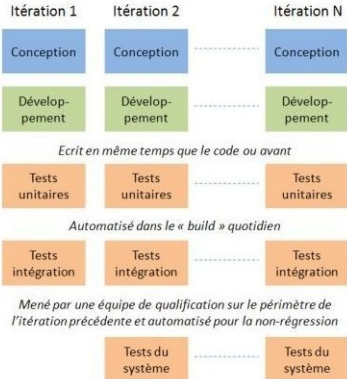 Itération 1 Itération 2 Itération N
Conception Conception Conception
Dévelop- Dévelop- Dévelop-
pement pement pement
Ecrit en même temps que le code ou avant
Tests Tests Tests
unitaires unitaires unitaires
Automatisé dans le « build » quotidien
Tests Tests Tests
intégration intégration intégration
Mené par une équipe de qualification sur le périmètre de
l’itération précédente et automatisé pour la non-régression
Tests du Tests du
système système